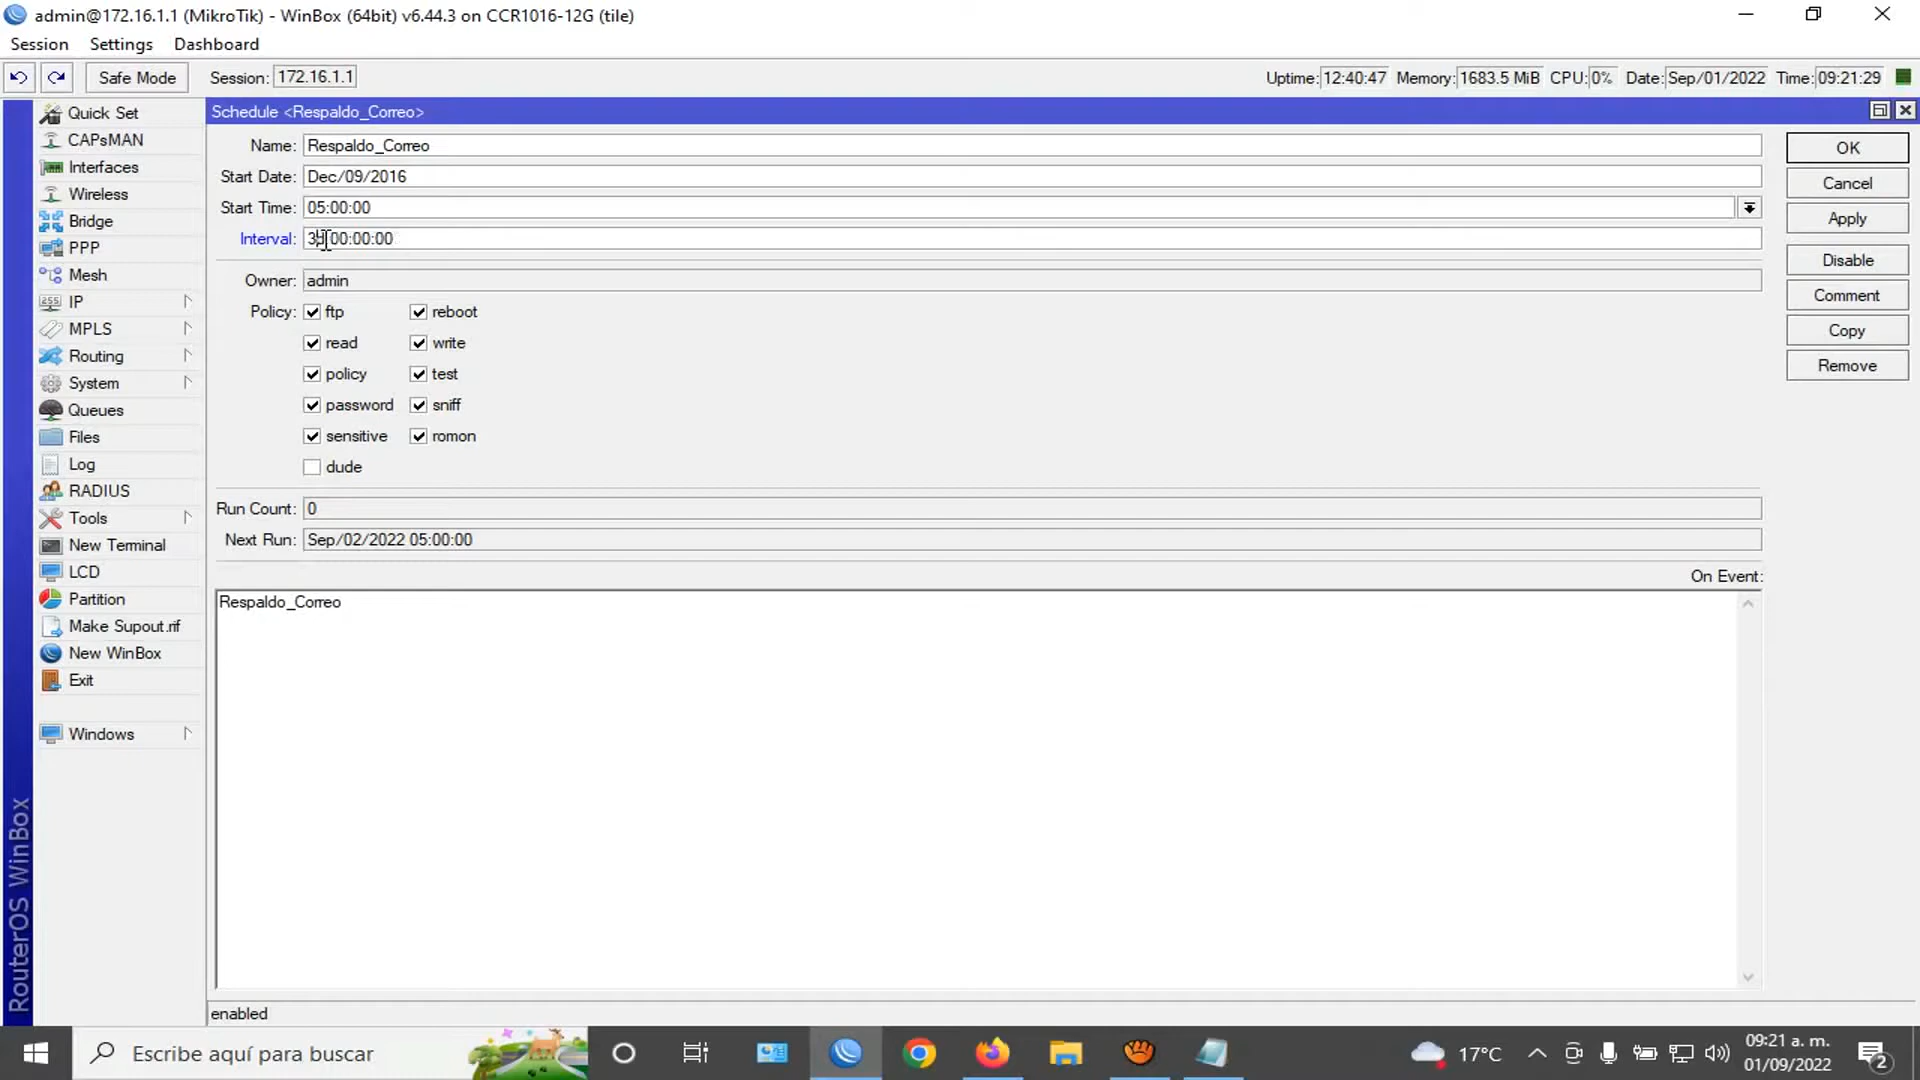 admin@172.16.1.1 (MikroTik) - WinBox (64bit) v6.44.3 on CCR1016-12G (tile)
Session Settings Dashboard
Safe Mode Session: 172.16.1.1 Uptime: 12:40:47 Memory: 1683.5 MiB CPU: 0% Date: Sep/01/2022 Time: 09:21:29
Quick Set
CAPsMAN
Interfaces
Wireless
Bridge
PPP
Mesh
IP
MPLS
Routing
System
Queues
Files
Log
RADIUS
Tools
New Terminal
LCD
Partition
Make Supout.rif
New WinBox
Exit
Windows
RouterOS WinBox
Schedule <Respaldo_Correo>
Name: Respaldo_Correo
Start Date: Dec/09/2016
Start Time: 05:00:00
Interval: 00:00:00
Owner: admin
Policy: ftp reboot
read write
policy test
password sniff
sensitive romon
dude
Run Count: 0
Next Run: Sep/02/2022 05:00:00
On Event:
Respaldo_Correo
enabled
OK
Cancel
Apply
Disable
Comment
Copy
Remove
Escribe aquí para buscar
17°C
09:21 a. m.
01/09/2022
2